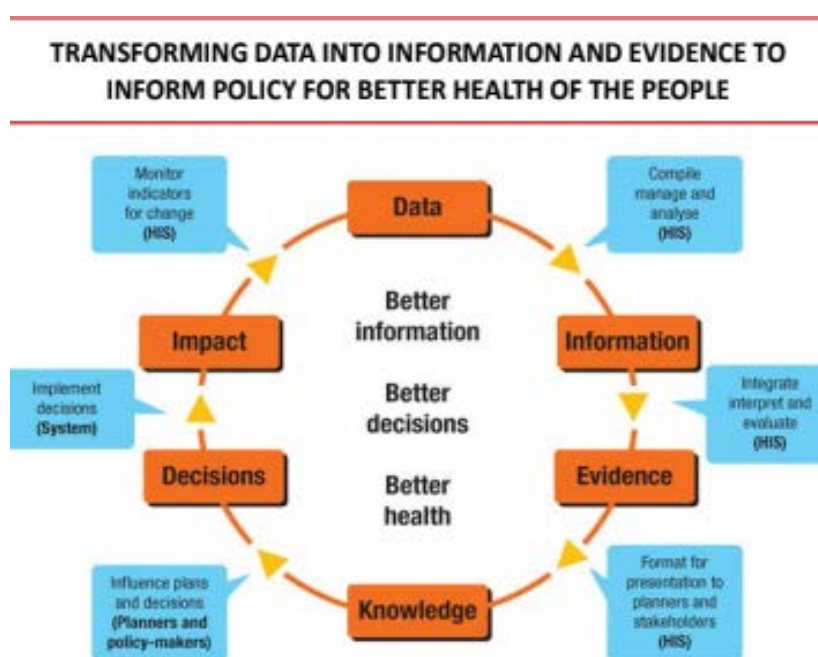 TRANSFORMING DATA INTO INFORMATION AND EVIDENCE TO
INFORM POLICY FOR BETTER HEALTH OF THE PEOPLE
Monitor
indicators
for change
(HIS)
Data
Compile
manage and
analyse
(HIS)
Better
information
Impact
Information
Implement
decisions
(System)
Better
decisions
Integrate
interpret and
evaluate
(HIS)
Decisions
Evidence
Better
health
Influence plans
and decisions
(Planners and
policy-makers)
Knowledge
Format for
presentation to
planners and
stakeholders
(HIS)